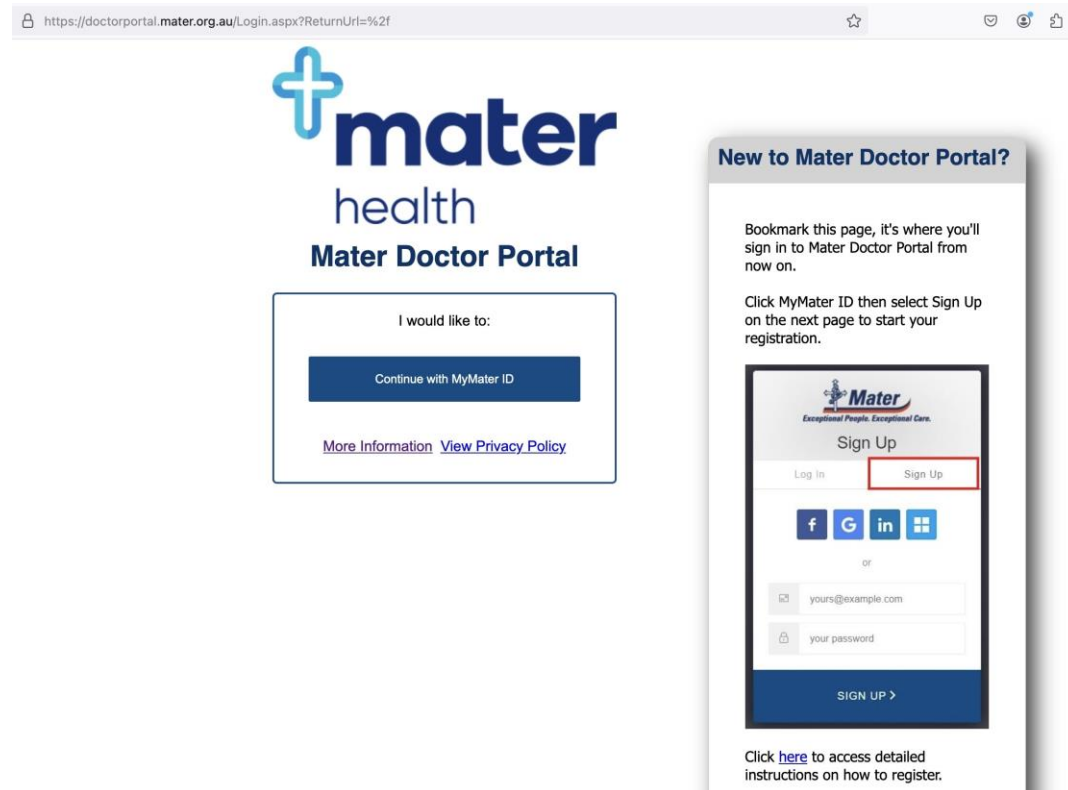 https://doctorportal.mater.org.au/Login.aspx?ReturnUrl=%2f
mater
health
Mater Doctor Portal
I would like to:
Continue with MyMater ID
More Information View Privacy Policy
New to Mater Doctor Portal?
Bookmark this page, it's where you'll
sign in to Mater Doctor Portal from
now on.
Click MyMater ID then select Sign Up
on the next page to start your
registration.
Mater
Exceptional People. Exceptional Care.
Sign Up
Log In Sign Up
f G in
or
yours@example.com
your password
SIGN UP >
Click here to access detailed
instructions on how to register.